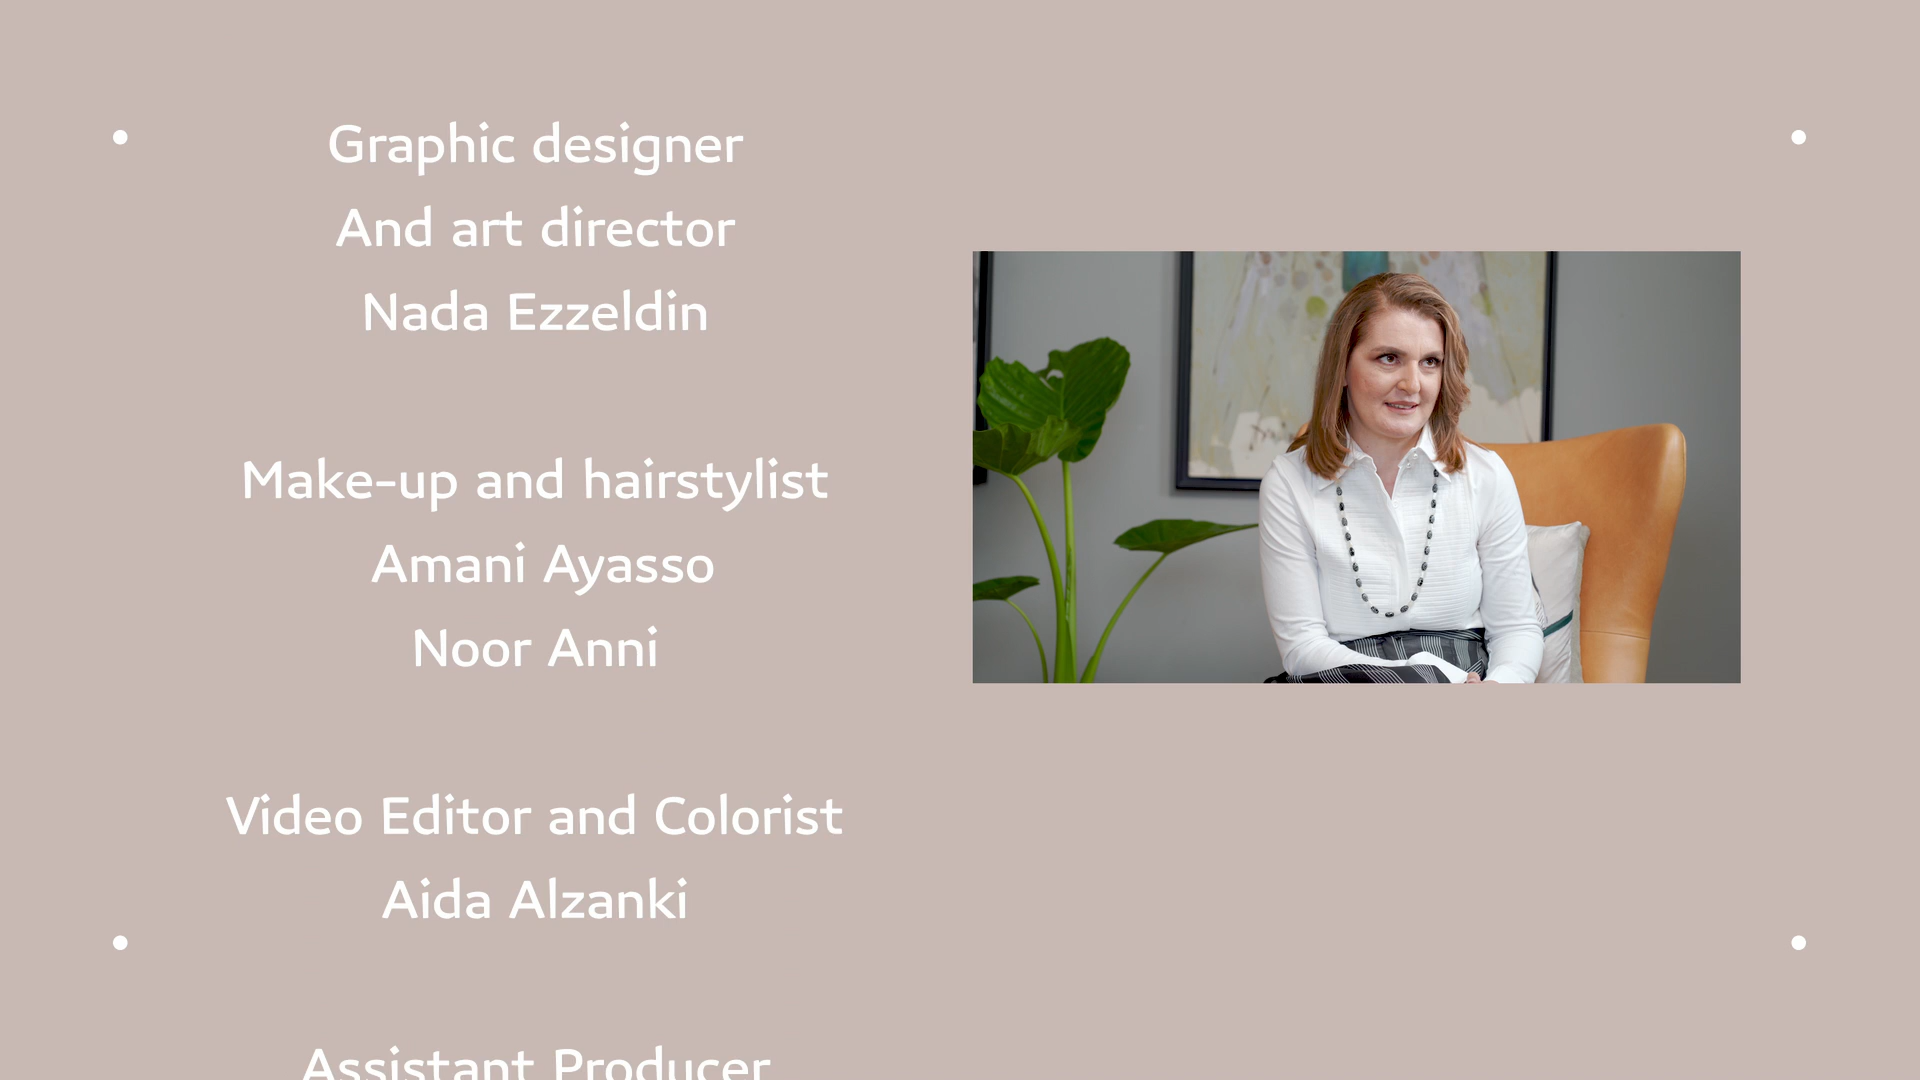 Graphic designer
And art director
Nada Ezzeldin
Make-up and hairstylist
Amani Ayasso
Noor Anni
Video Editor and Colorist
Aida Alzanki
Assistant Producer